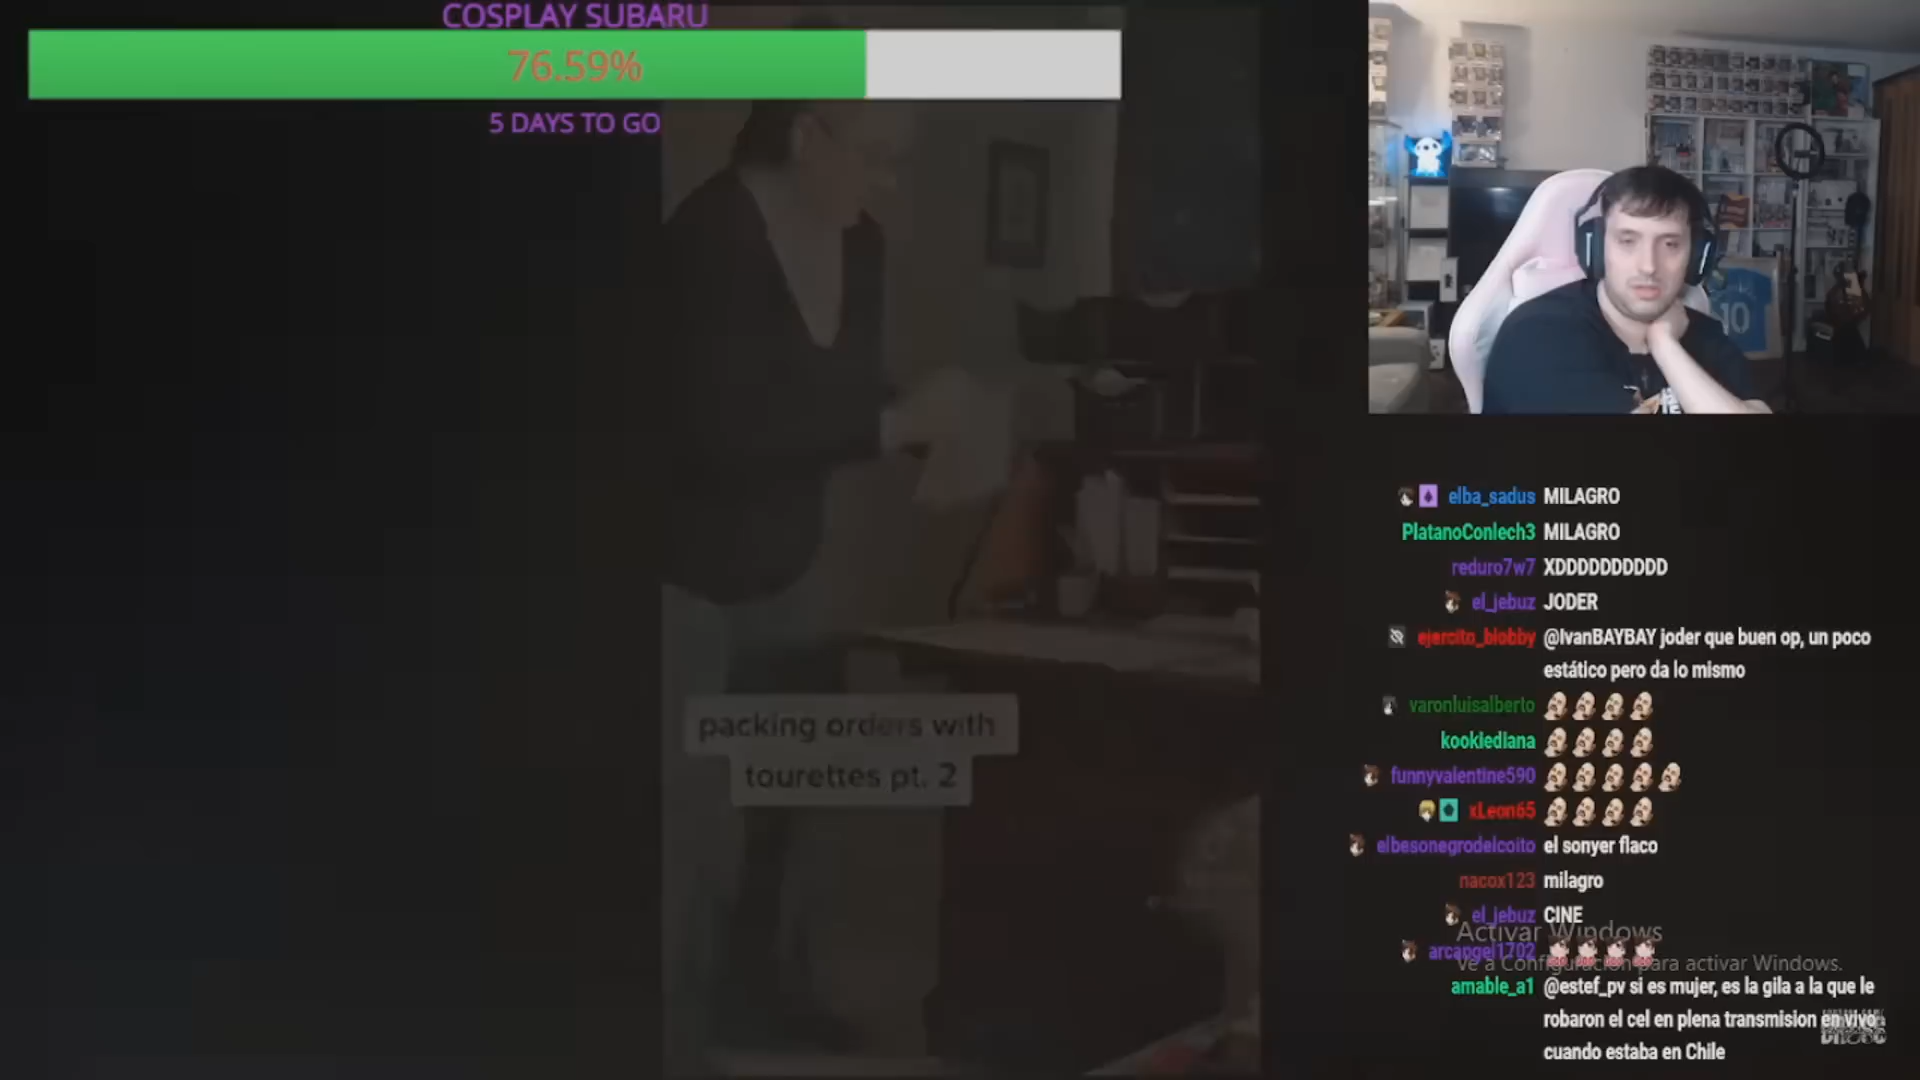 COSPLAY SUBARU
76.59%
5 DAYS TO GO
packing orders with
tourettes pt. 2
10
elba_sadus MILAGRO
PlatanoConlech3 MILAGRO
reduro7w7 XDDDDDDDDDD
el_jebuz JODER
ejercito_blobby @IvanBAYBAY joder que buen op, un poco
estático pero da lo mismo
varonluisalberto
kookiediana
funnyvalentine590
xLeon65
elbesonegrodelcoito el sonyer flaco
nacox123 milagro
el_jebuz CINE
Activar Windows
arcangel1702
Ve a Configuración para activar Windows.
amable_a1 @estef_pv si es mujer, es la gila a la que le
robaron el cel en plena transmision en vivo
cuando estaba en Chile